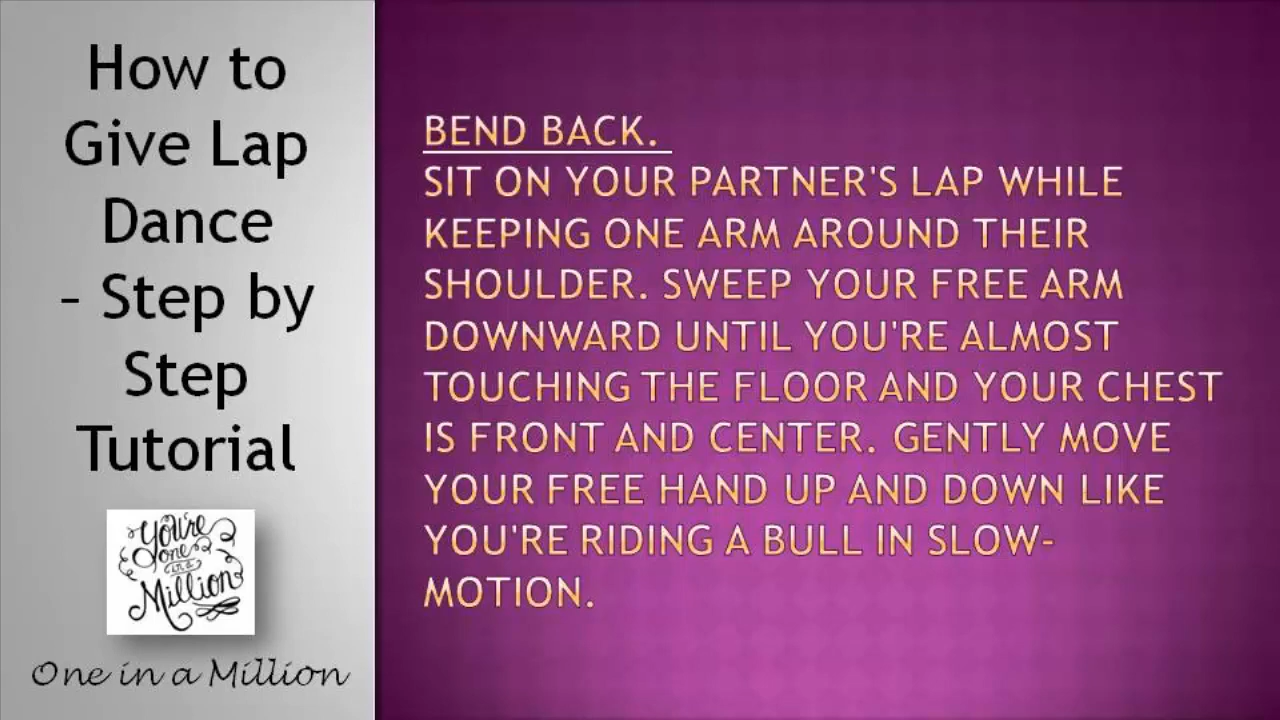 How to
Give Lap
Dance
- Step by
Step
Tutorial
You're
one
in a
Million
One in a Million
BEND BACK.
SIT ON YOUR PARTNER'S LAP WHILE
KEEPING ONE ARM AROUND THEIR
SHOULDER. SWEEP YOUR FREE ARM
DOWNWARD UNTIL YOU'RE ALMOST
TOUCHING THE FLOOR AND YOUR CHEST
IS FRONT AND CENTER. GENTLY MOVE
YOUR FREE HAND UP AND DOWN LIKE
YOU'RE RIDING A BULL IN SLOW-
MOTION.